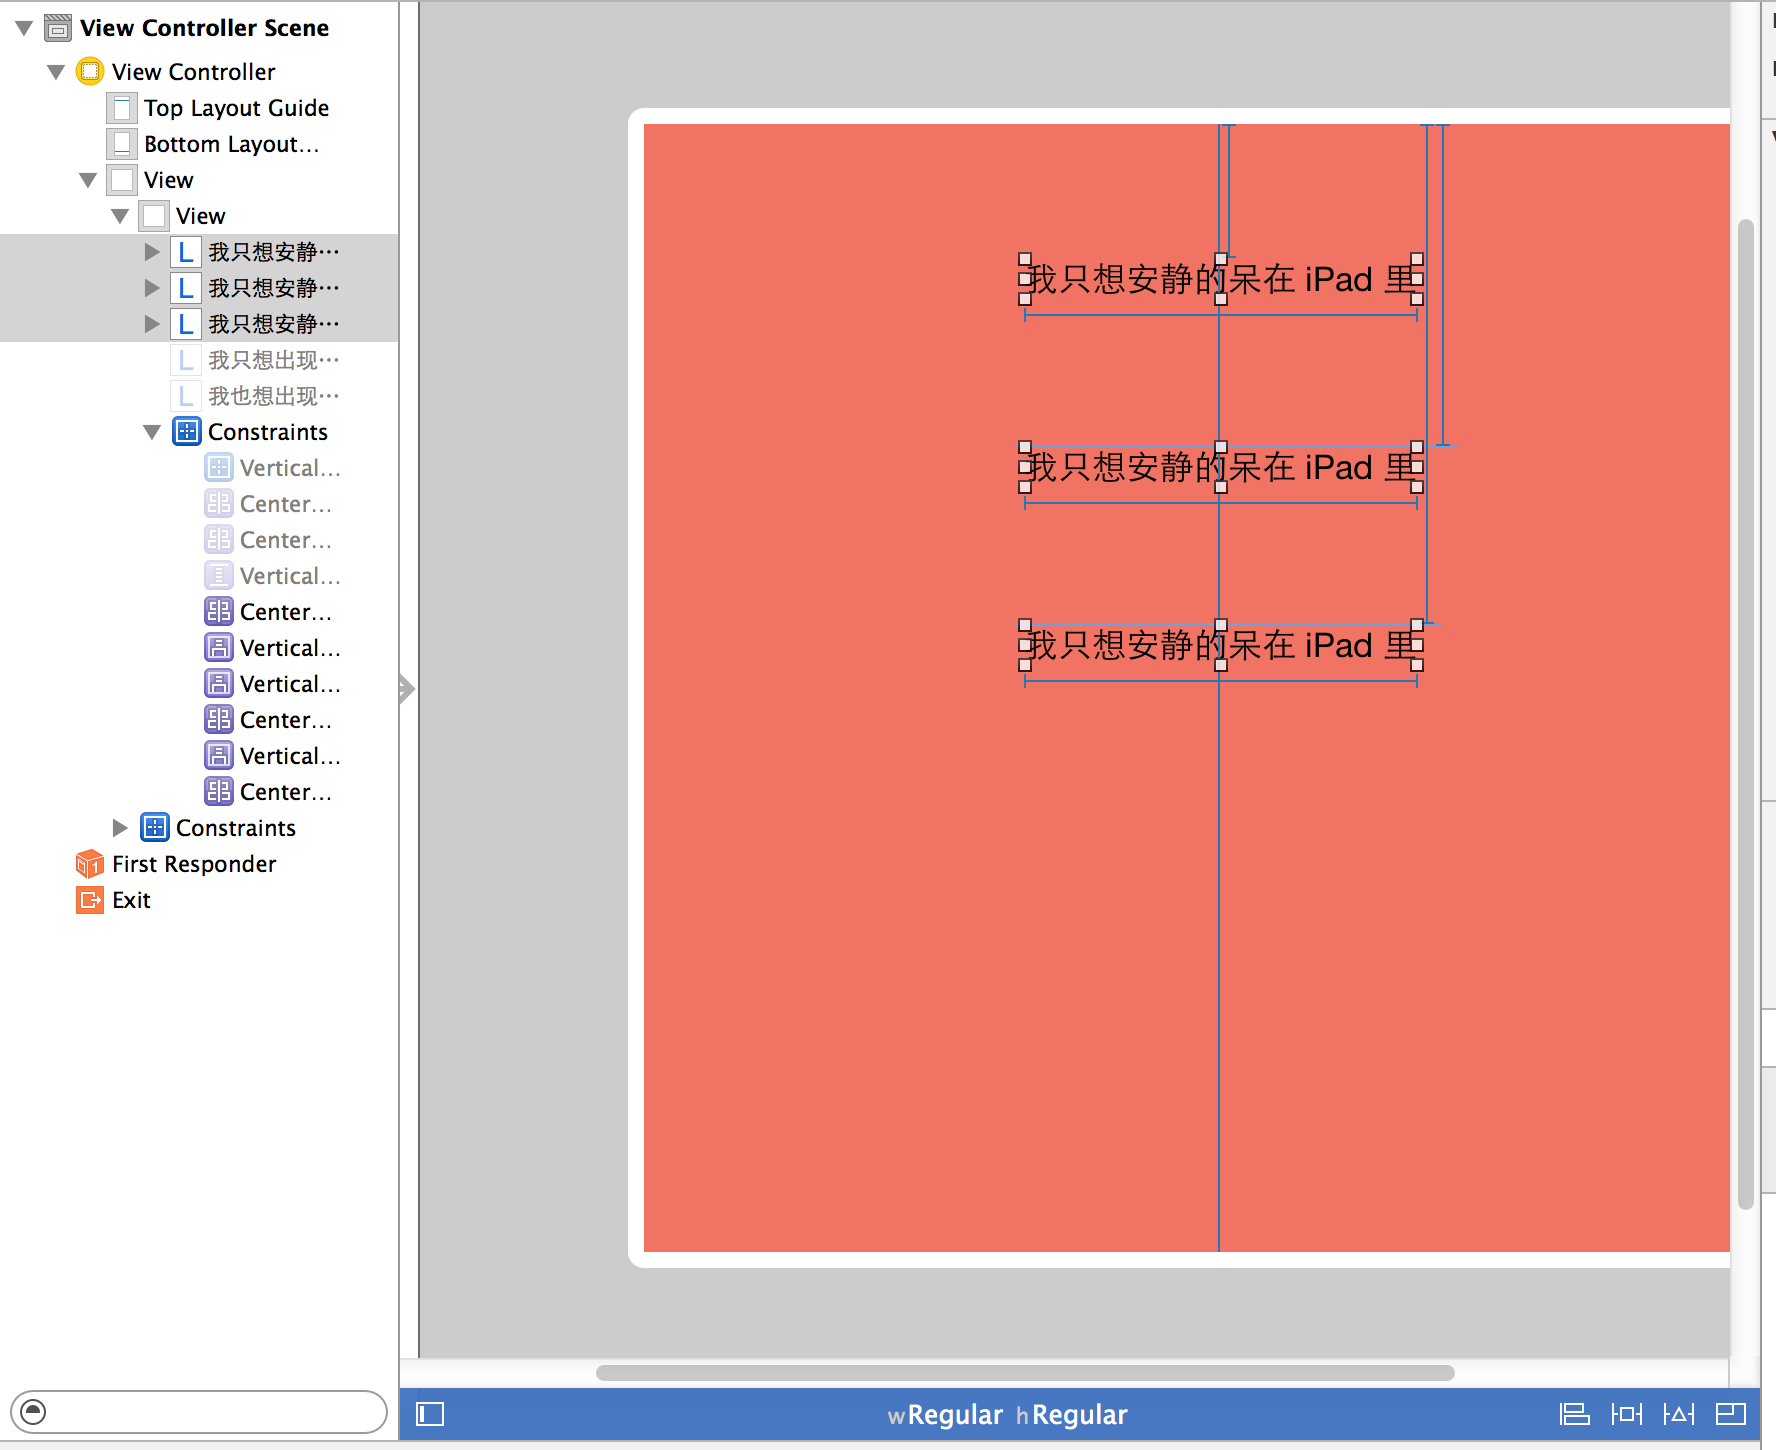 View Controller Scene
View Controller
Top Layout Guide
Bottom Layout...
View
View
L 我只想安静…
L 我只想安静…
L 我只想安静…
L 我只想出现…
L 我也想出现…
Constraints
Vertical...
Center...
Center...
Vertical...
Center...
Vertical...
Vertical...
Center...
Vertical...
Center...
Constraints
First Responder
Exit
我只想安静的呆在 iPad 里
我只想安静的呆在 iPad 里
我只想安静的呆在 iPad 里
wRegular hRegular